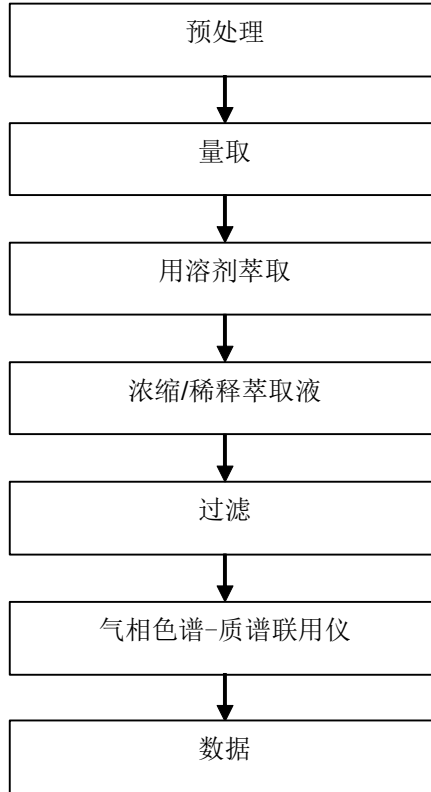 预处理
量取
用溶剂萃取
浓缩/稀释萃取液
过滤
气相色谱-质谱联用仪
数据